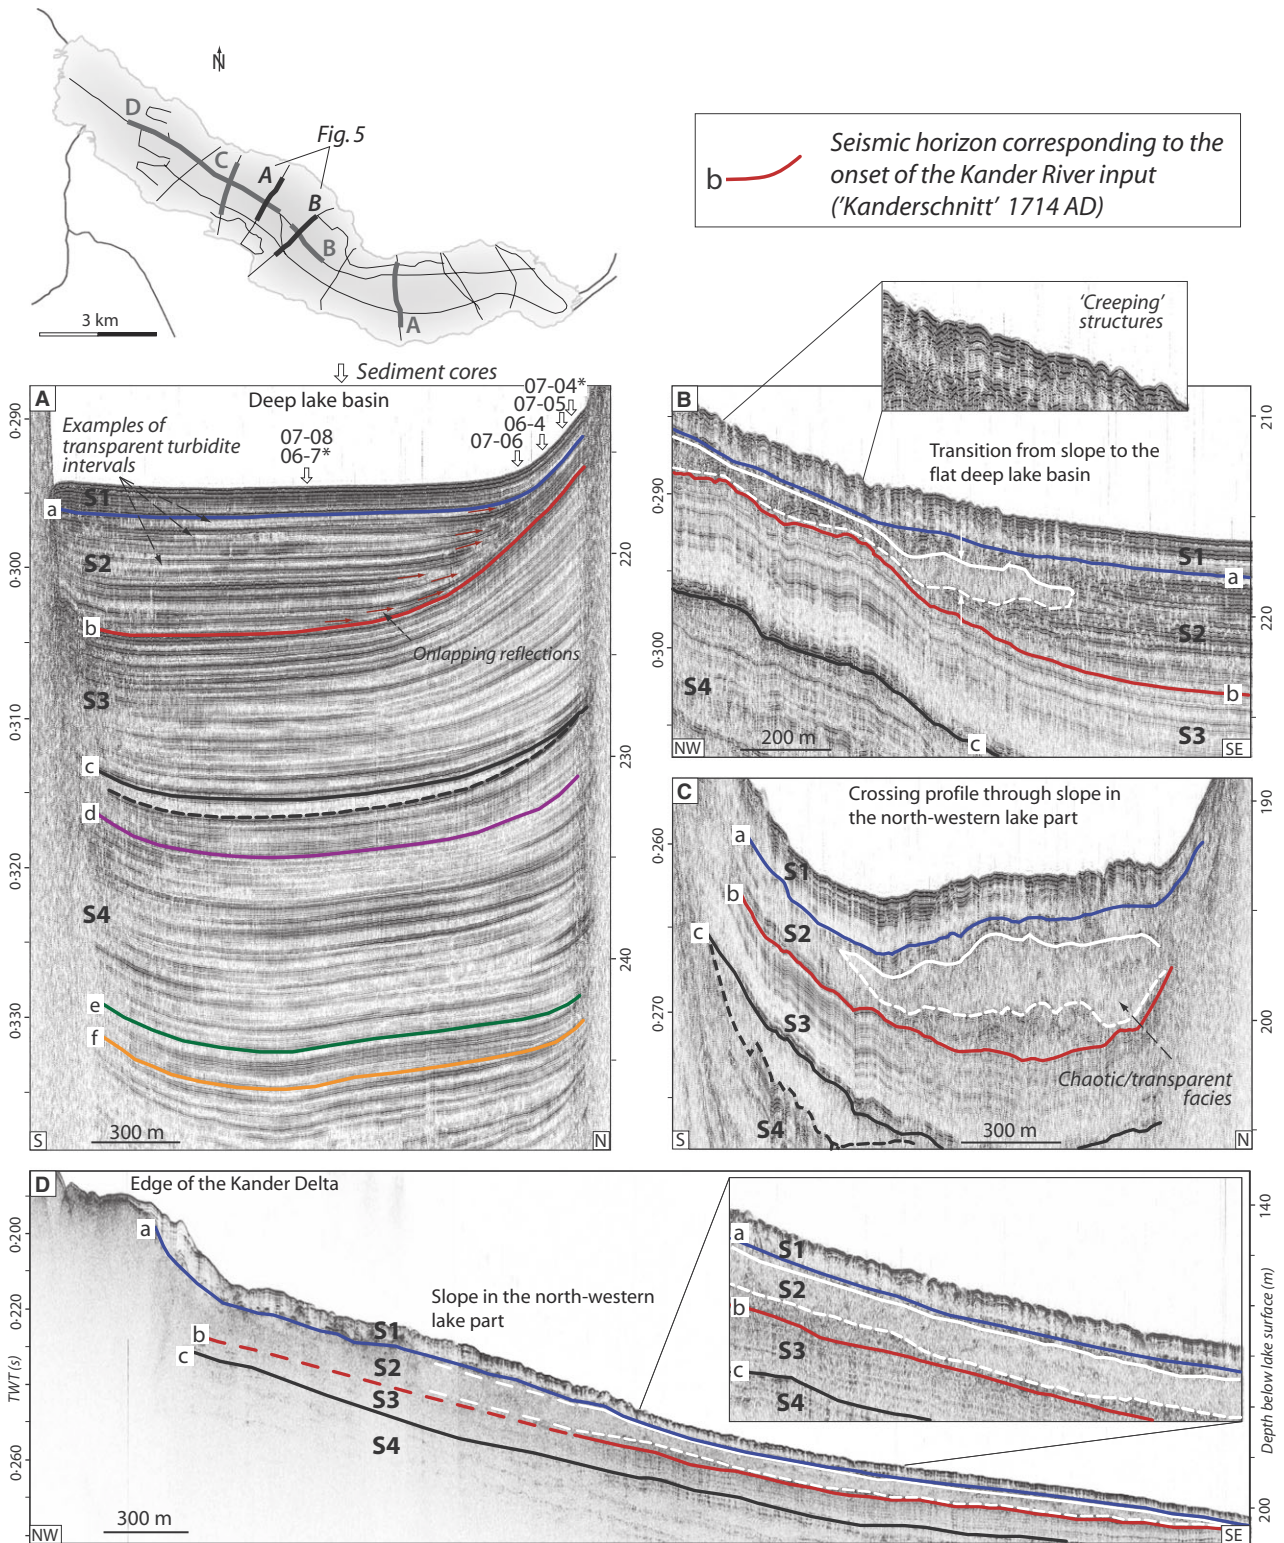 N
D
C
A
Fig. 5
B
B
A
3 km
b
Seismic horizon corresponding to the
onset of the Kander River input
('Kanderschnitt' 1714 AD)
'Creeping'
structures
Sediment cores
A
Deep lake basin
07-04*
07-05
06-4
07-06
07-08
06-7*
Examples of
transparent turbidite
intervals
S1
a
S2
b
Onlapping reflections
S3
c
d
S4
e
f
300 m
S
N
0·290
0·300
0·310
0·320
0·330
220
230
240
B
Transition from slope to the
flat deep lake basin
S1
a
S2
b
S3
S4
c
NW
200 m
SE
0·290
0·300
210
220
C
Crossing profile through slope in
the north-western lake part
a
S1
b
S2
c
S3
Chaotic/transparent
facies
S4
S
300 m
N
0·260
0·270
190
200
D
Edge of the Kander Delta
a
Slope in the north-western
lake part
S1
b
S2
c
S3
S4
300 m
NW
SE
0·200
0·220
TWT (s)
0·260
a
S1
S2
b
S3
c
S4
140
Depth below lake surface (m)
200